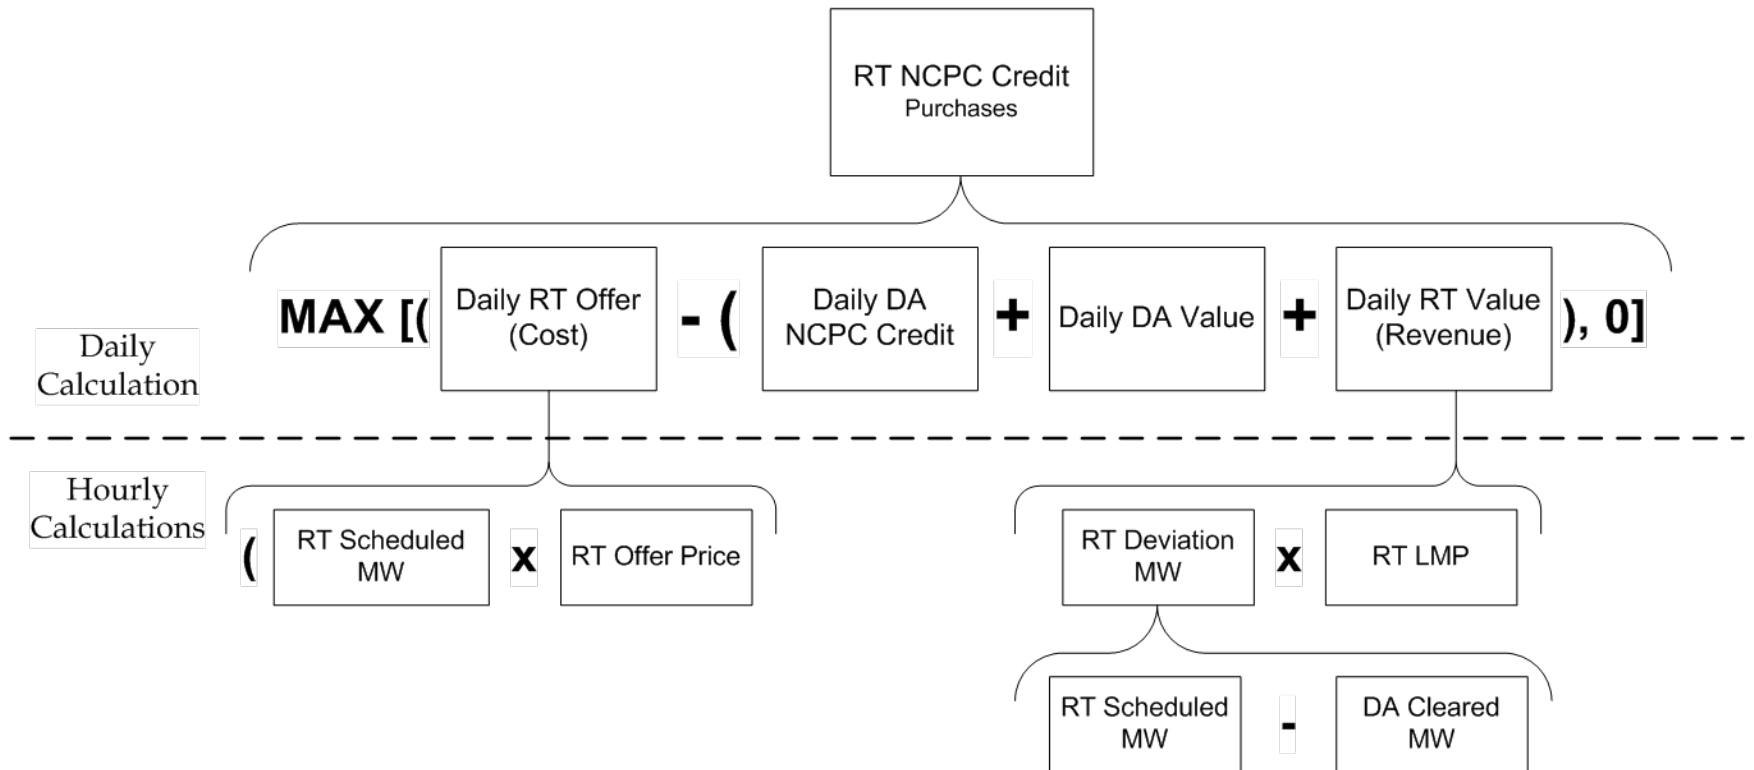 RT NCPC Credit
Purchases
MAX [( Daily RT Offer (Cost) - ( Daily DA NCPC Credit + Daily DA Value + Daily RT Value (Revenue) ), 0]
Daily
Calculation
Hourly
Calculations
( RT Scheduled MW x RT Offer Price
RT Deviation MW x RT LMP
RT Scheduled MW - DA Cleared MW